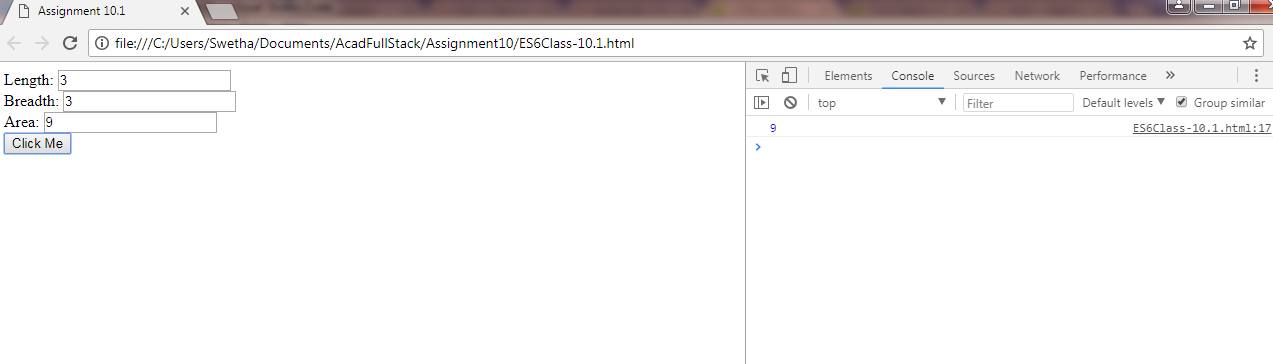 Assignment 10.1
file:///C:/Users/Swetha/Documents/AcadFullStack/Assignment10/ES6Class-10.1.html
Length: 3
Breadth: 3
Area: 9
Click Me
Elements Console Sources Network Performance »
top Filter Default levels Group similar
9 ES6Class-10.1.html:17